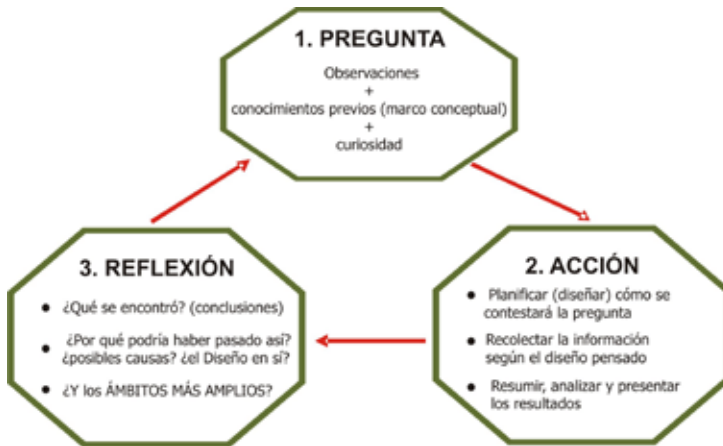 1. PREGUNTA
Observaciones
+
conocimientos previos (marco conceptual)
+
curiosidad
2. ACCIÓN
● Planificar (diseñar) cómo se
contestará la pregunta
● Recolectar la información
según el diseño pensado
● Resumir, analizar y presentar
los resultados
3. REFLEXIÓN
● ¿Qué se encontró? (conclusiones)
● ¿Por qué podría haber pasado así?
¿posibles causas? ¿el Diseño en sí?
● ¿Y los ÁMBITOS MÁS AMPLIOS?